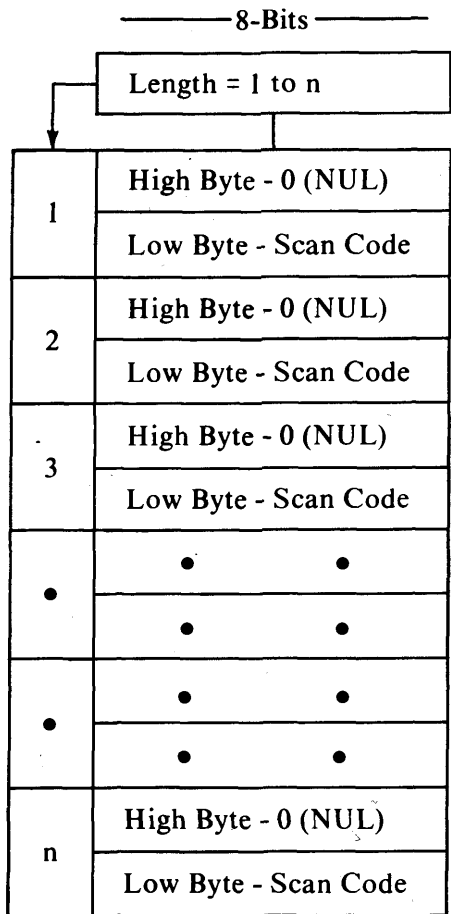 8-Bits
Length = 1 to n
1
High Byte - 0 (NUL)
Low Byte - Scan Code
2
High Byte - 0 (NUL)
Low Byte - Scan Code
3
High Byte - 0 (NUL)
Low Byte - Scan Code
● ● ●
● ●
● ● ●
● ●
n
High Byte - 0 (NUL)
Low Byte - Scan Code